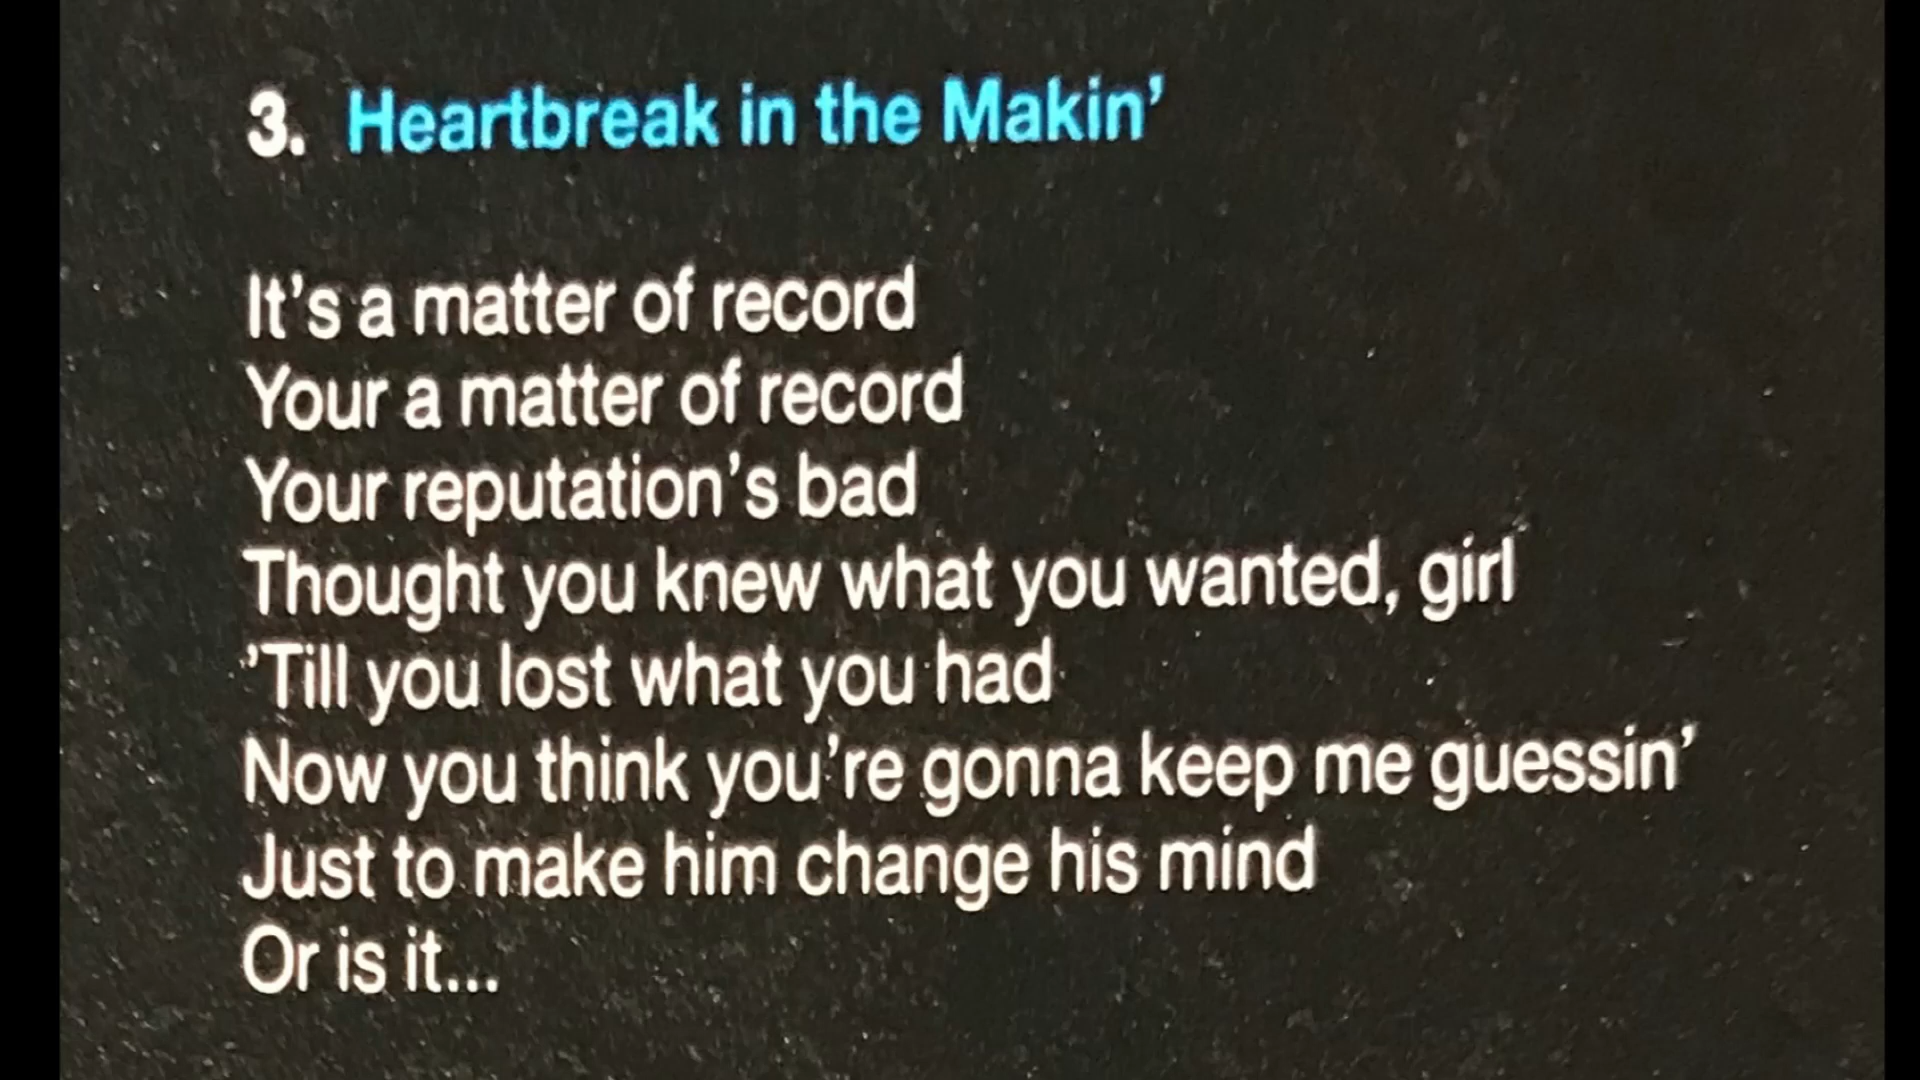 3. Heartbreak in the Makin’
It’s a matter of record
Your a matter of record
Your reputation’s bad
Thought you knew what you wanted, girl
’Till you lost what you had
Now you think you’re gonna keep me guessin’
Just to make him change his mind
Or is it...